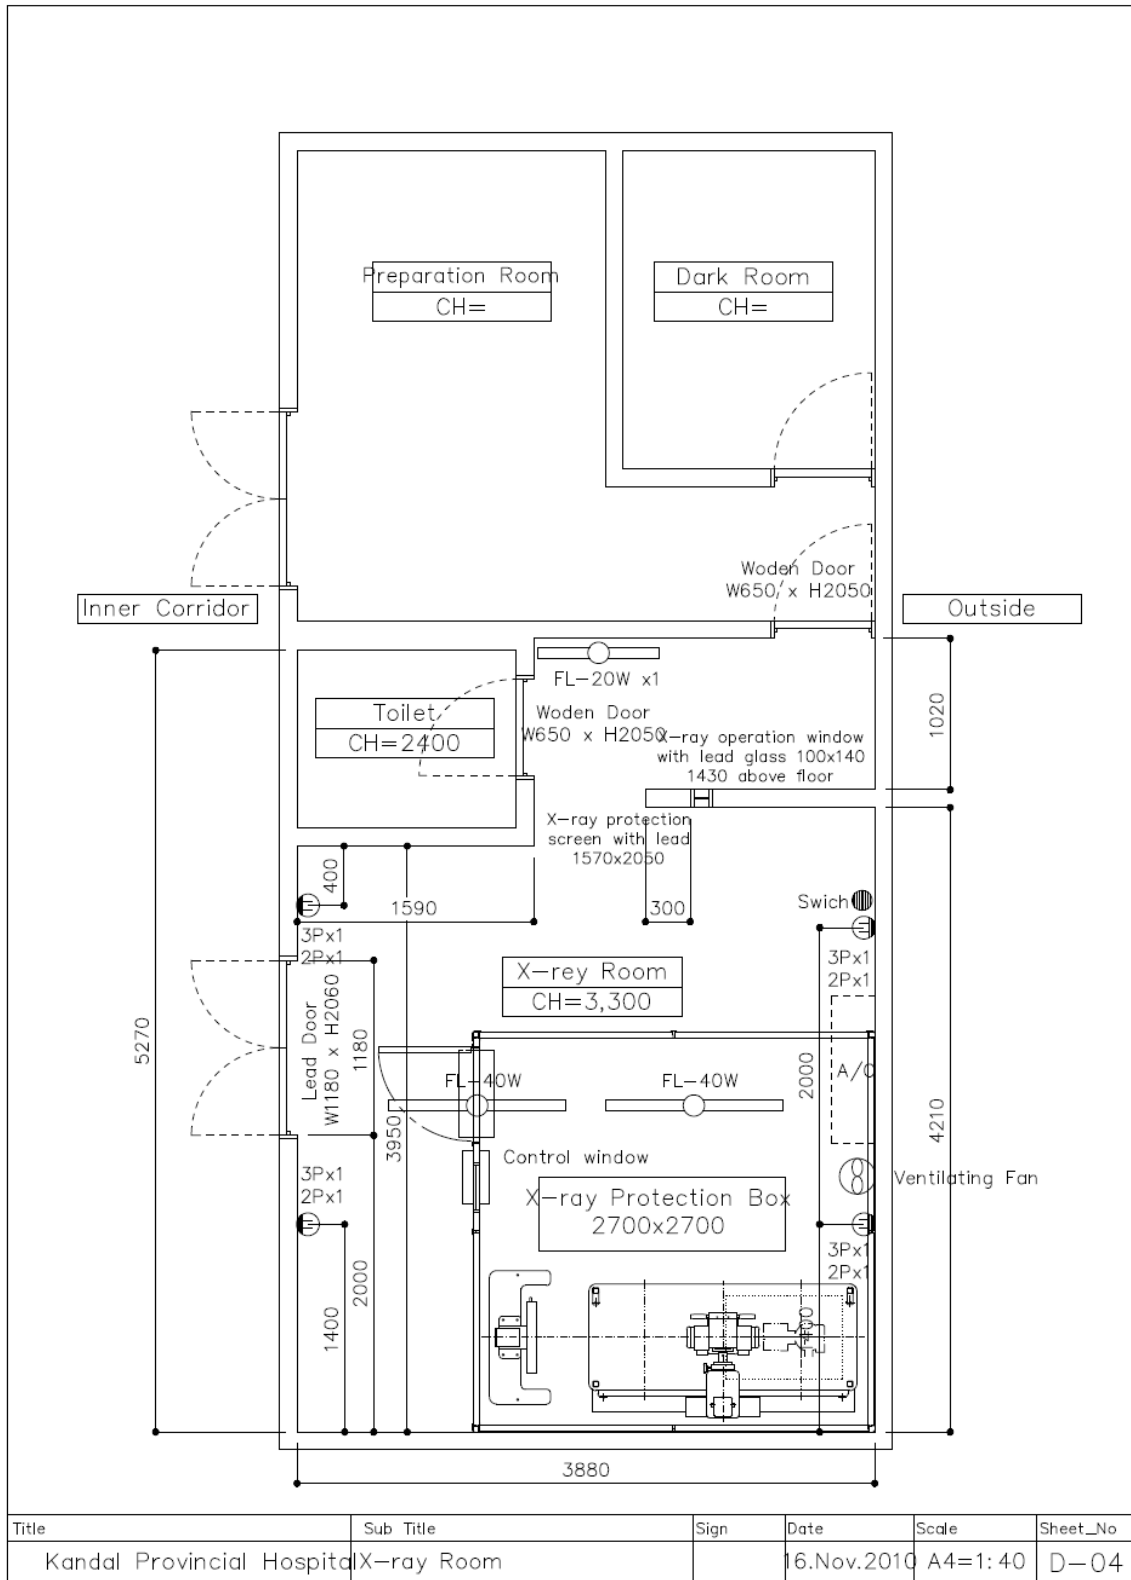 Preparation Room
CH=
Dark Room
CH=
Woden Door
W650 x H2050
Inner Corridor
Outside
FL-20W x1
Toilet
CH=2400
Woden Door
W650 x H2050
X-ray operation window
with lead glass 100x140
1430 above floor
1020
X-ray protection
screen with lead
1570x2050
400
1590
300
Swich
3Px1
2Px1
3Px1
2Px1
X-rey Room
CH=3,300
Lead Door
W1180 x H2060
1180
5270
2000
A/C
FL-40W
FL-40W
3950
4210
Control window
3Px1
2Px1
Ventilating Fan
X-ray Protection Box
2700x2700
3Px1
2Px1
2000
1400
3880
Title
Sub Title
Sign
Date
Scale
Sheet_No
Kandal Provincial Hospital
X-ray Room
16.Nov.2010
A4=1:40
D-04